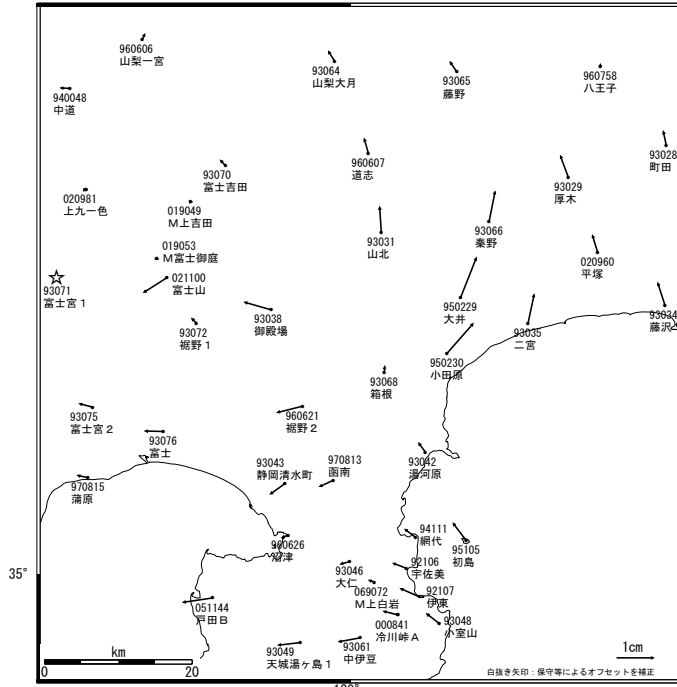 960606
山梨一宮
93064
山梨大月
93065
藤野
960758
八王子
940048
中道
93028
町田
960607
道志
93070
富士吉田
93029
厚木
020981
上九一色
019049
M上吉田
93066
秦野
93031
山北
019053
M富士御庭
020960
平塚
021100
富士山
93071
富士宮1
950229
大井
93038
御殿場
93034
藤沢
93072
裾野1
93035
二宮
950230
小田原
93068
箱根
93075
富士宮2
960621
裾野2
93076
富士
93043
静岡清水町
970813
函南
93042
湯河原
970815
蒲原
94111
網代
95105
初島
960626
沼津
92106
宇佐美
93046
大仁
35°
069072
M上白岩
92107
伊東
051144
戸田B
000841
冷川峠A
93048
小室山
93061
中伊豆
93049
天城湯ヶ島1
km
0
20
1cm
白抜き矢印:保守等によるオフセットを補正